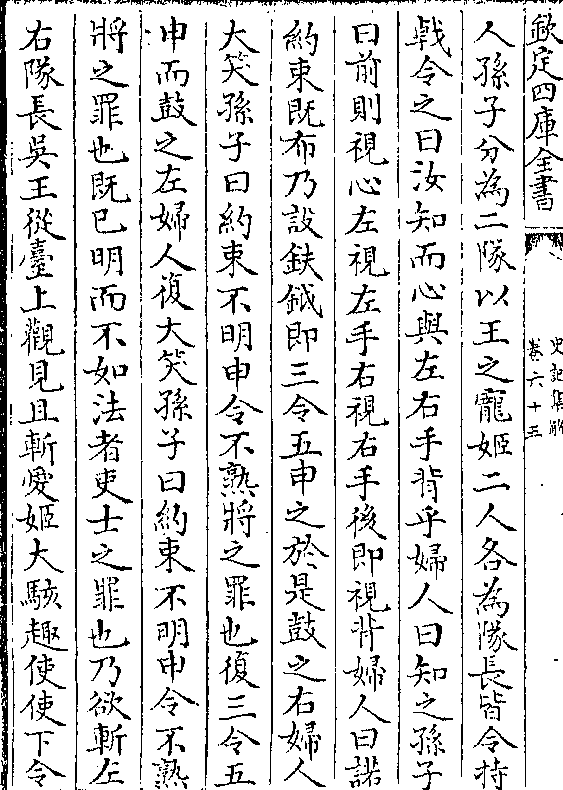 欽定四庫全書
史記集解
卷六十五
人孫子分為二隊以王之寵姬二人各為隊長皆令持
戟令之曰汝知而心與左右手背乎婦人曰知之孫子
曰前則視心左視左手右視右手後即視背婦人曰諾
約束既布乃設鈇鉞即三令五申之於是鼓之右婦人
大笑孫子曰約束不明申令不熟將之罪也復三令五
申而鼓之左婦人復大笑孫子曰約束不明申令不熟
將之罪也既已明而不如法者吏士之罪也乃欲斬左
右隊長吳王從臺上觀見且斬愛姬大駭趣使使下令